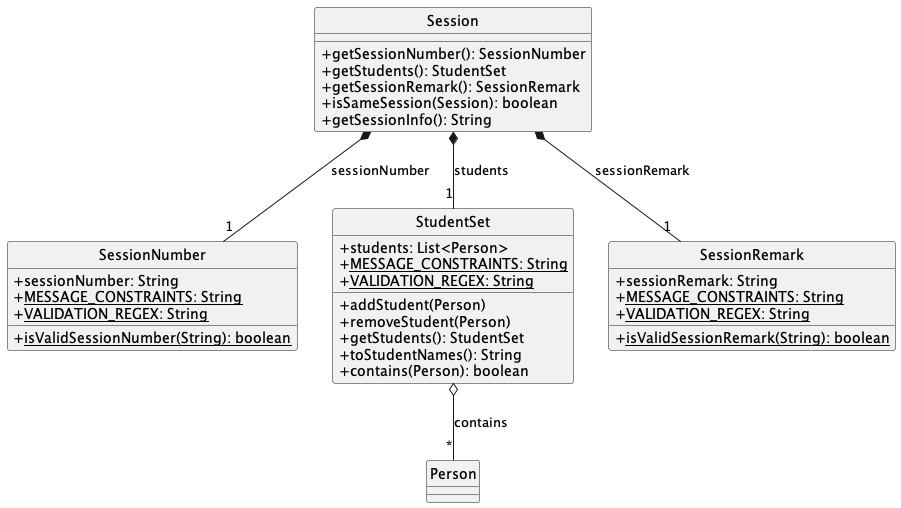 Session
+getSessionNumber(): SessionNumber
+getStudents(): StudentSet
+getSessionRemark(): SessionRemark
+isSameSession(Session): boolean
+getSessionInfo(): String
sessionNumber
students
sessionRemark
1
1
1
SessionNumber
+sessionNumber: String
+MESSAGE_CONSTRAINTS: String
+VALIDATION_REGEX: String
+isValidSessionNumber(String): boolean
StudentSet
+students: List<Person>
+MESSAGE_CONSTRAINTS: String
+VALIDATION_REGEX: String
+addStudent(Person)
+removeStudent(Person)
+getStudents(): StudentSet
+toStudentNames(): String
+contains(Person): boolean
SessionRemark
+sessionRemark: String
+MESSAGE_CONSTRAINTS: String
+VALIDATION_REGEX: String
+isValidSessionRemark(String): boolean
contains
*
Person